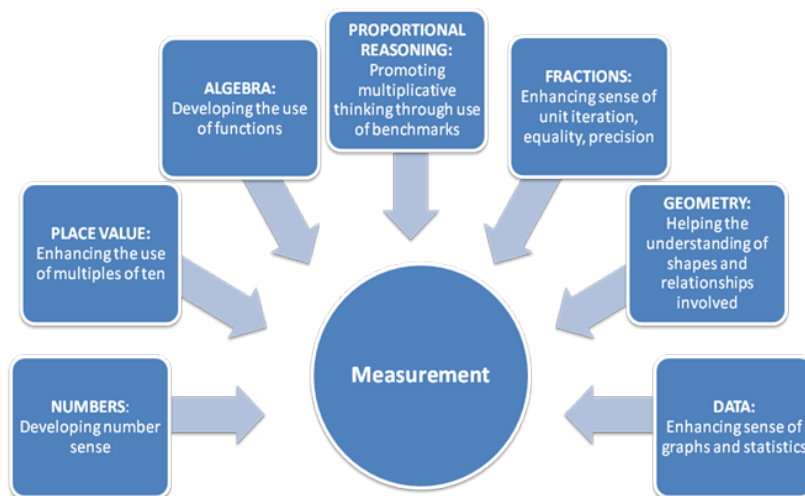 PROPORTIONAL
REASONING:
Promoting
multiplicative
thinking through use
of benchmarks
ALGEBRA:
Developing the use
of functions
FRACTIONS:
Enhancing sense of
unit iteration,
equality, precision
PLACE VALUE:
Enhancing the use
of multiples of ten
GEOMETRY:
Helping the
understanding of
shapes and
relationships
involved
Measurement
NUMBERS:
Developing number
sense
DATA:
Enhancing sense of
graphs and statistics